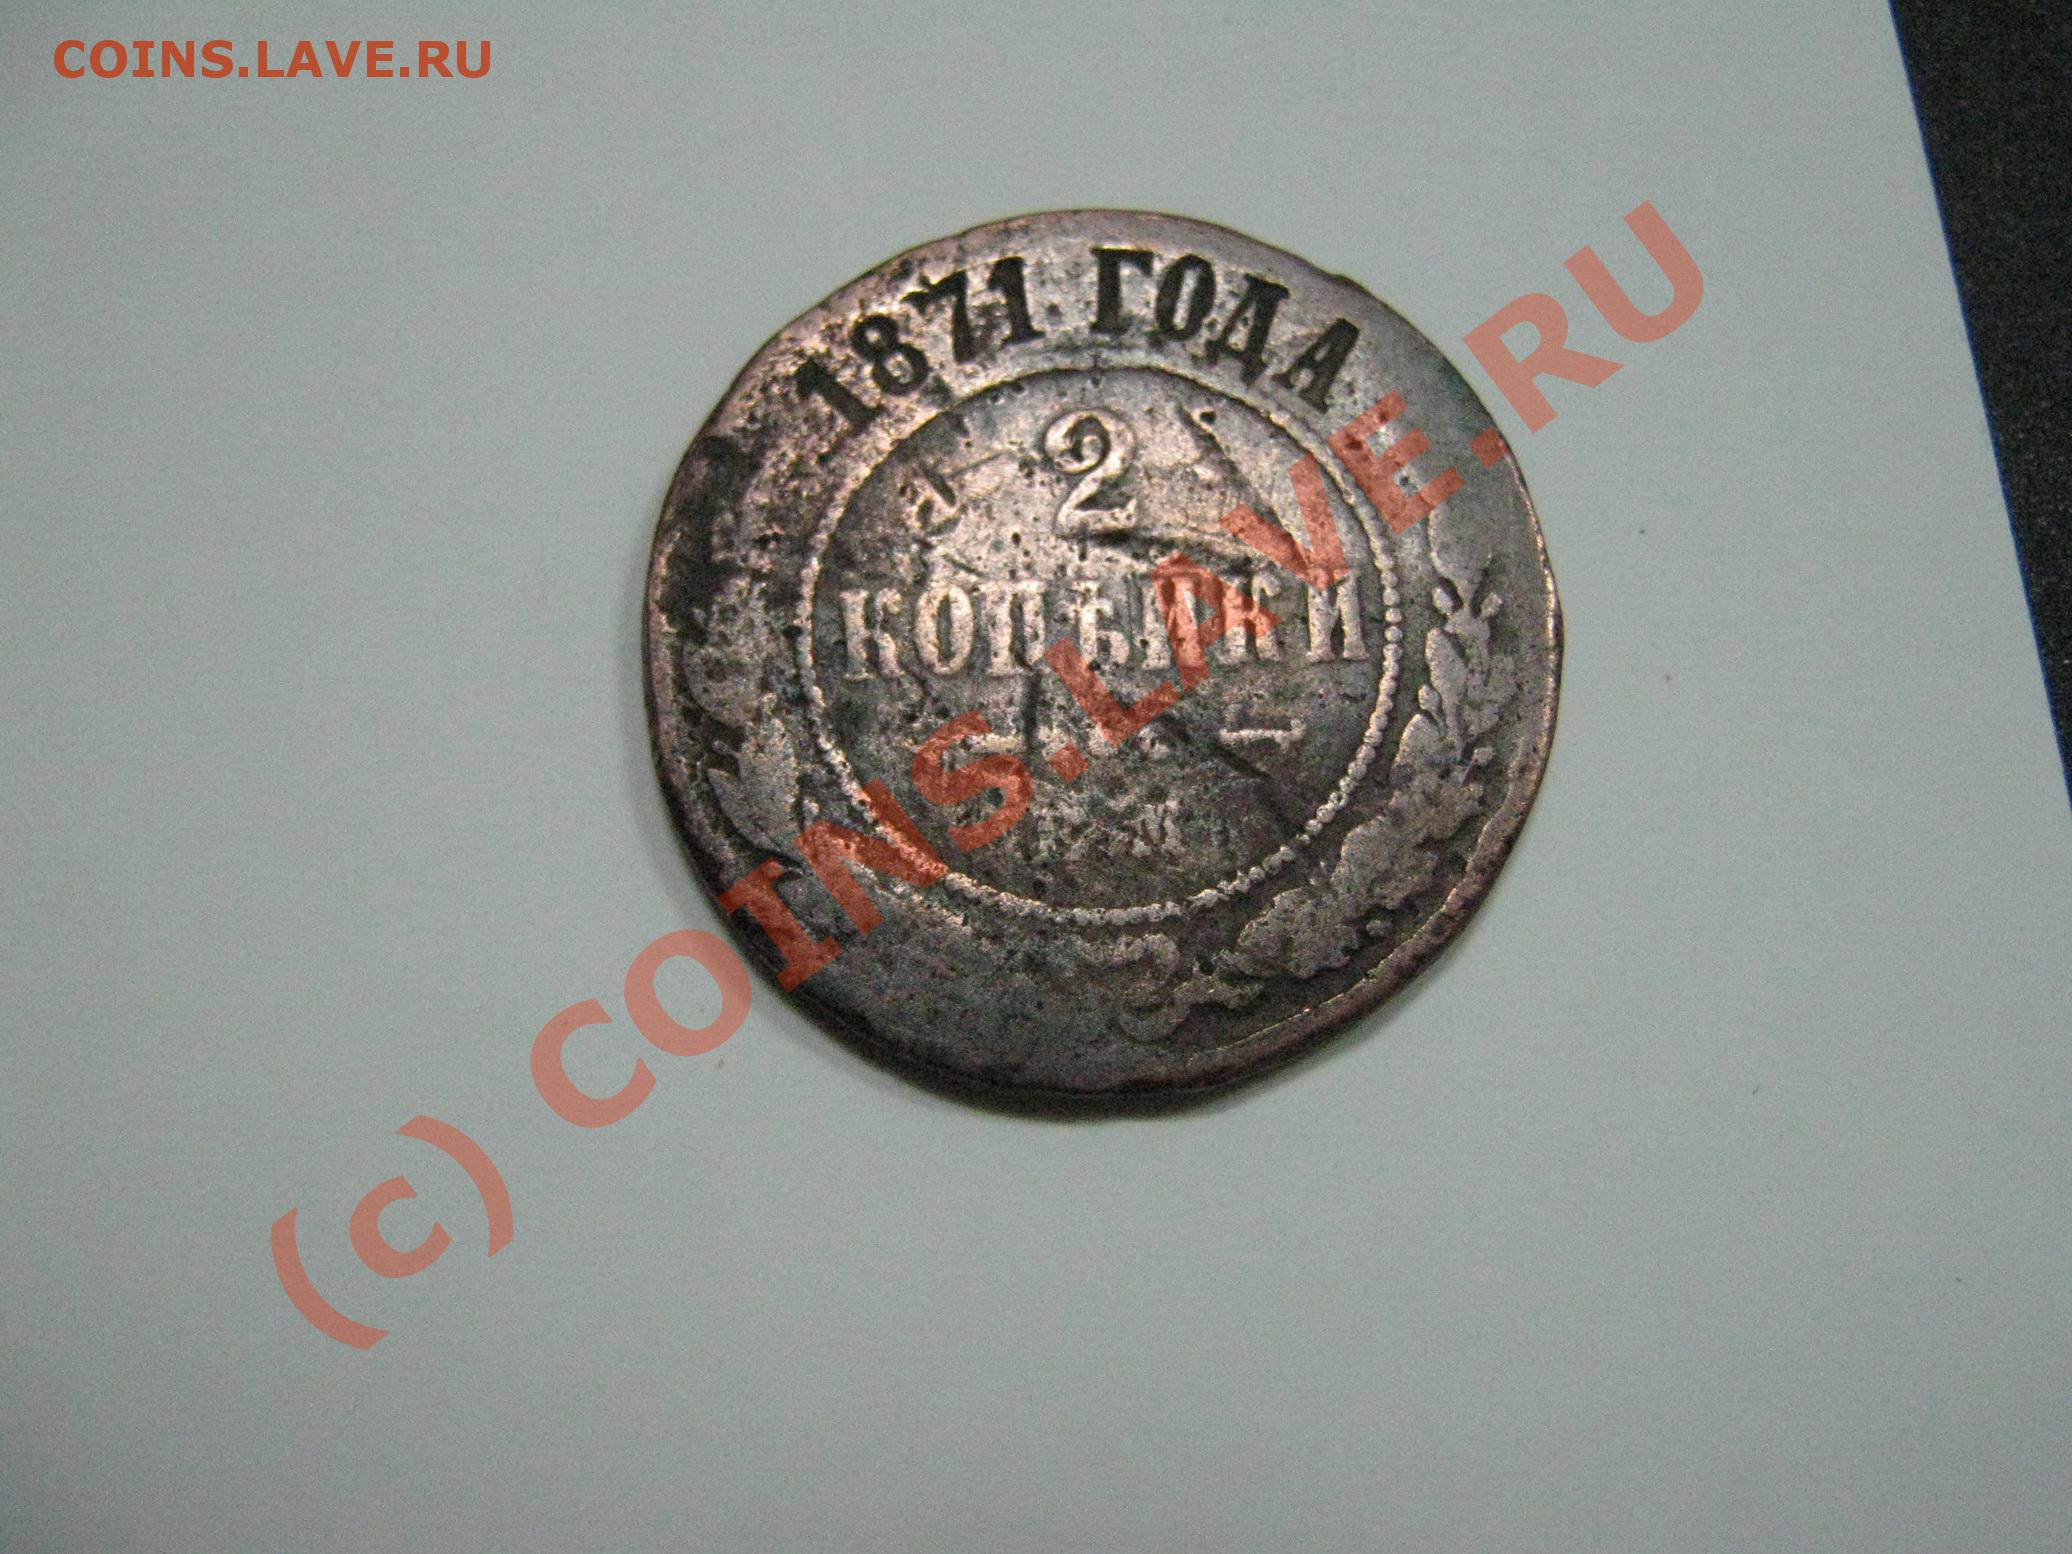 COINS.LAVE.RU
1871 ГОДА
2
КОПѢЙКИ
(c) COINS.LAVE.RU